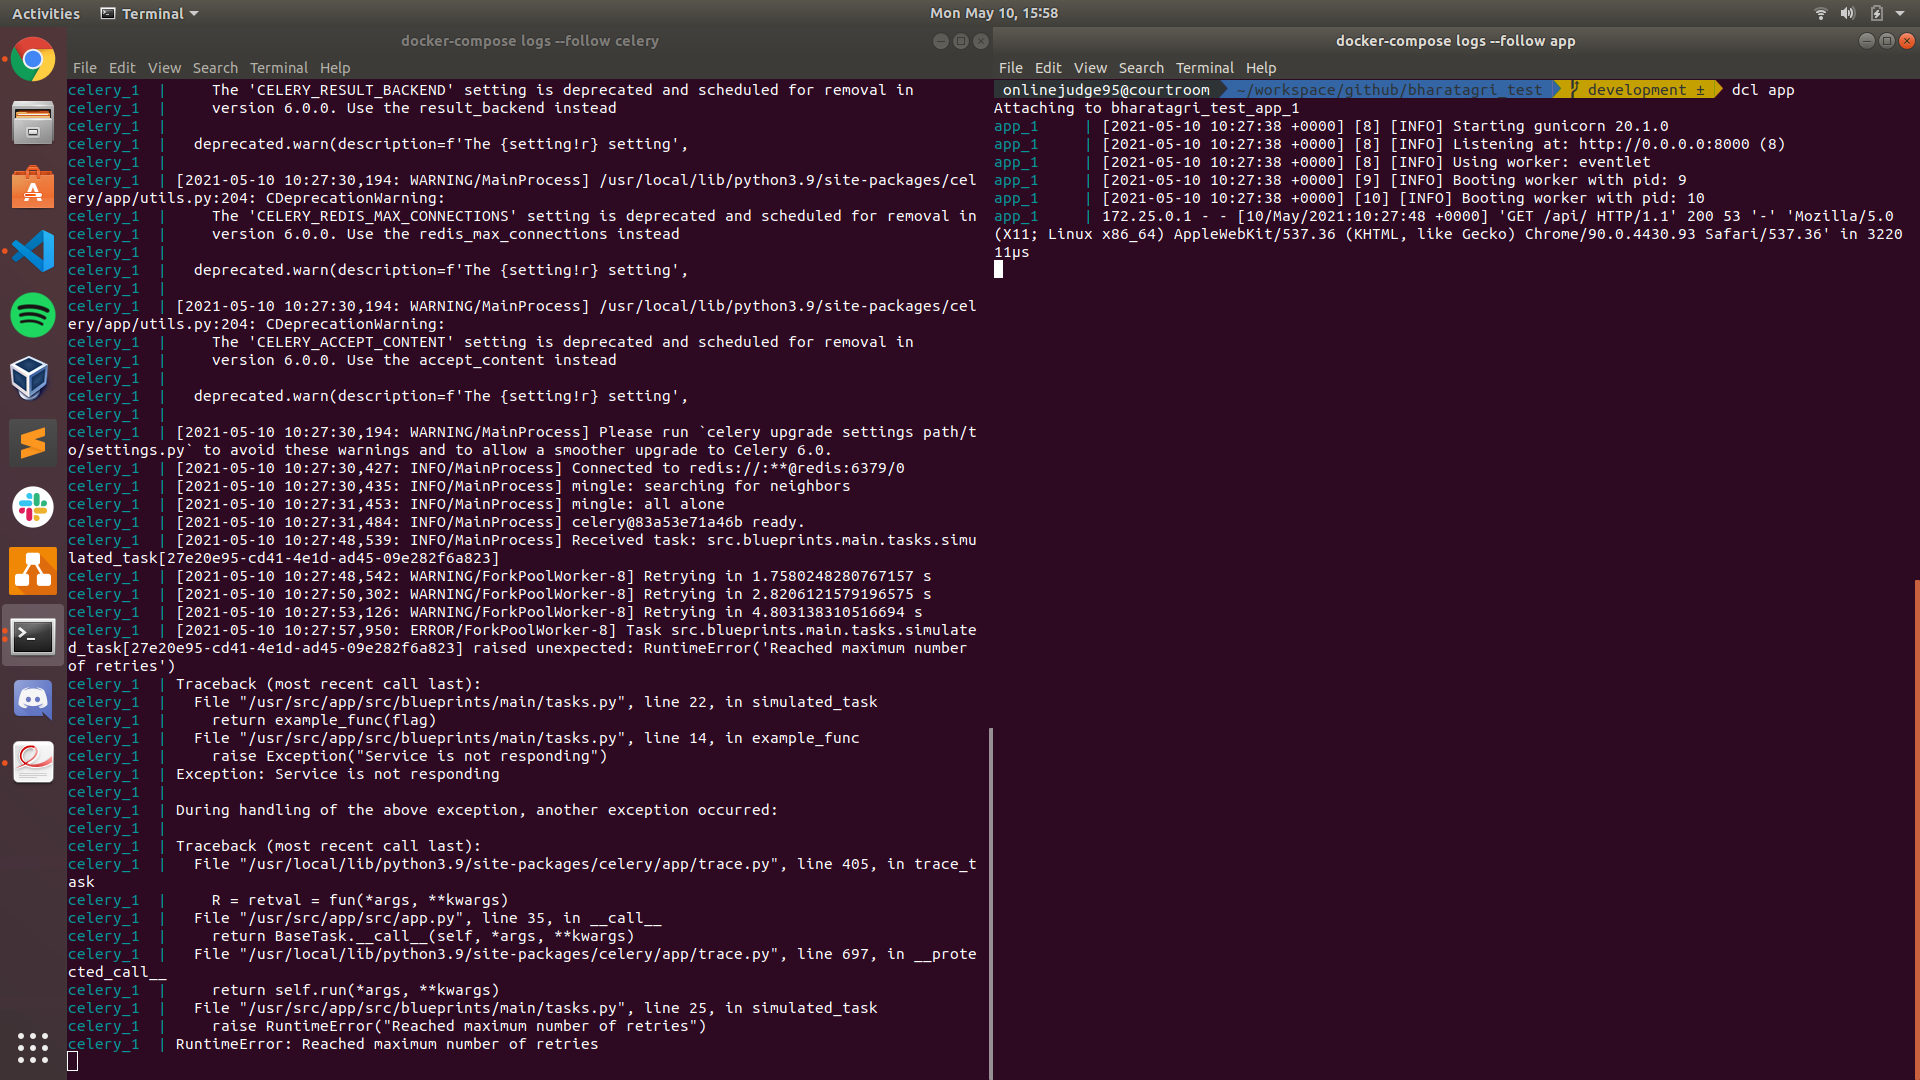 Activities Terminal Mon May 10, 15:58
docker-compose logs --follow celery
File Edit View Search Terminal Help
celery_1  |     The 'CELERY_RESULT_BACKEND' setting is deprecated and scheduled for removal in
celery_1  |     version 6.0.0. Use the result_backend instead
celery_1  |
celery_1  |   deprecated.warn(description=f'The {setting!r} setting',
celery_1  |
celery_1  | [2021-05-10 10:27:30,194: WARNING/MainProcess] /usr/local/lib/python3.9/site-packages/cel
ery/app/utils.py:204: CDeprecationWarning:
celery_1  |     The 'CELERY_REDIS_MAX_CONNECTIONS' setting is deprecated and scheduled for removal in
celery_1  |     version 6.0.0. Use the redis_max_connections instead
celery_1  |
celery_1  |   deprecated.warn(description=f'The {setting!r} setting',
celery_1  |
celery_1  | [2021-05-10 10:27:30,194: WARNING/MainProcess] /usr/local/lib/python3.9/site-packages/cel
ery/app/utils.py:204: CDeprecationWarning:
celery_1  |     The 'CELERY_ACCEPT_CONTENT' setting is deprecated and scheduled for removal in
celery_1  |     version 6.0.0. Use the accept_content instead
celery_1  |
celery_1  |   deprecated.warn(description=f'The {setting!r} setting',
celery_1  |
celery_1  | [2021-05-10 10:27:30,194: WARNING/MainProcess] Please run `celery upgrade settings path/t
o/settings.py` to avoid these warnings and to allow a smoother upgrade to Celery 6.0.
celery_1  | [2021-05-10 10:27:30,427: INFO/MainProcess] Connected to redis://:**@redis:6379/0
celery_1  | [2021-05-10 10:27:30,435: INFO/MainProcess] mingle: searching for neighbors
celery_1  | [2021-05-10 10:27:31,453: INFO/MainProcess] mingle: all alone
celery_1  | [2021-05-10 10:27:31,484: INFO/MainProcess] celery@83a53e71a46b ready.
celery_1  | [2021-05-10 10:27:48,539: INFO/MainProcess] Received task: src.blueprints.main.tasks.simu
lated_task[27e20e95-cd41-4e1d-ad45-09e282f6a823]
celery_1  | [2021-05-10 10:27:48,542: WARNING/ForkPoolWorker-8] Retrying in 1.7580248280767157 s
celery_1  | [2021-05-10 10:27:50,302: WARNING/ForkPoolWorker-8] Retrying in 2.8206121579196575 s
celery_1  | [2021-05-10 10:27:53,126: WARNING/ForkPoolWorker-8] Retrying in 4.803138310516694 s
celery_1  | [2021-05-10 10:27:57,950: ERROR/ForkPoolWorker-8] Task src.blueprints.main.tasks.simulate
d_task[27e20e95-cd41-4e1d-ad45-09e282f6a823] raised unexpected: RuntimeError('Reached maximum number
of retries')
celery_1  | Traceback (most recent call last):
celery_1  |   File "/usr/src/app/src/blueprints/main/tasks.py", line 22, in simulated_task
celery_1  |     return example_func(flag)
celery_1  |   File "/usr/src/app/src/blueprints/main/tasks.py", line 14, in example_func
celery_1  |     raise Exception("Service is not responding")
celery_1  | Exception: Service is not responding
celery_1  |
celery_1  | During handling of the above exception, another exception occurred:
celery_1  |
celery_1  | Traceback (most recent call last):
celery_1  |   File "/usr/local/lib/python3.9/site-packages/celery/app/trace.py", line 405, in trace_t
ask
celery_1  |     R = retval = fun(*args, **kwargs)
celery_1  |   File "/usr/src/app/src/app.py", line 35, in __call__
celery_1  |     return BaseTask.__call__(self, *args, **kwargs)
celery_1  |   File "/usr/local/lib/python3.9/site-packages/celery/app/trace.py", line 697, in __prote
cted_call__
celery_1  |     return self.run(*args, **kwargs)
celery_1  |   File "/usr/src/app/src/blueprints/main/tasks.py", line 25, in simulated_task
celery_1  |     raise RuntimeError("Reached maximum number of retries")
celery_1  | RuntimeError: Reached maximum number of retries
docker-compose logs --follow app
File Edit View Search Terminal Help
onlinejudge95@courtroom ~/workspace/github/bharatagri_test development ± dcl app
Attaching to bharatagri_test_app_1
app_1     | [2021-05-10 10:27:38 +0000] [8] [INFO] Starting gunicorn 20.1.0
app_1     | [2021-05-10 10:27:38 +0000] [8] [INFO] Listening at: http://0.0.0.0:8000 (8)
app_1     | [2021-05-10 10:27:38 +0000] [8] [INFO] Using worker: eventlet
app_1     | [2021-05-10 10:27:38 +0000] [9] [INFO] Booting worker with pid: 9
app_1     | [2021-05-10 10:27:38 +0000] [10] [INFO] Booting worker with pid: 10
app_1     | 172.25.0.1 - - [10/May/2021:10:27:48 +0000] 'GET /api/ HTTP/1.1' 200 53 '-' 'Mozilla/5.0
(X11; Linux x86_64) AppleWebKit/537.36 (KHTML, like Gecko) Chrome/90.0.4430.93 Safari/537.36' in 3220
11µs